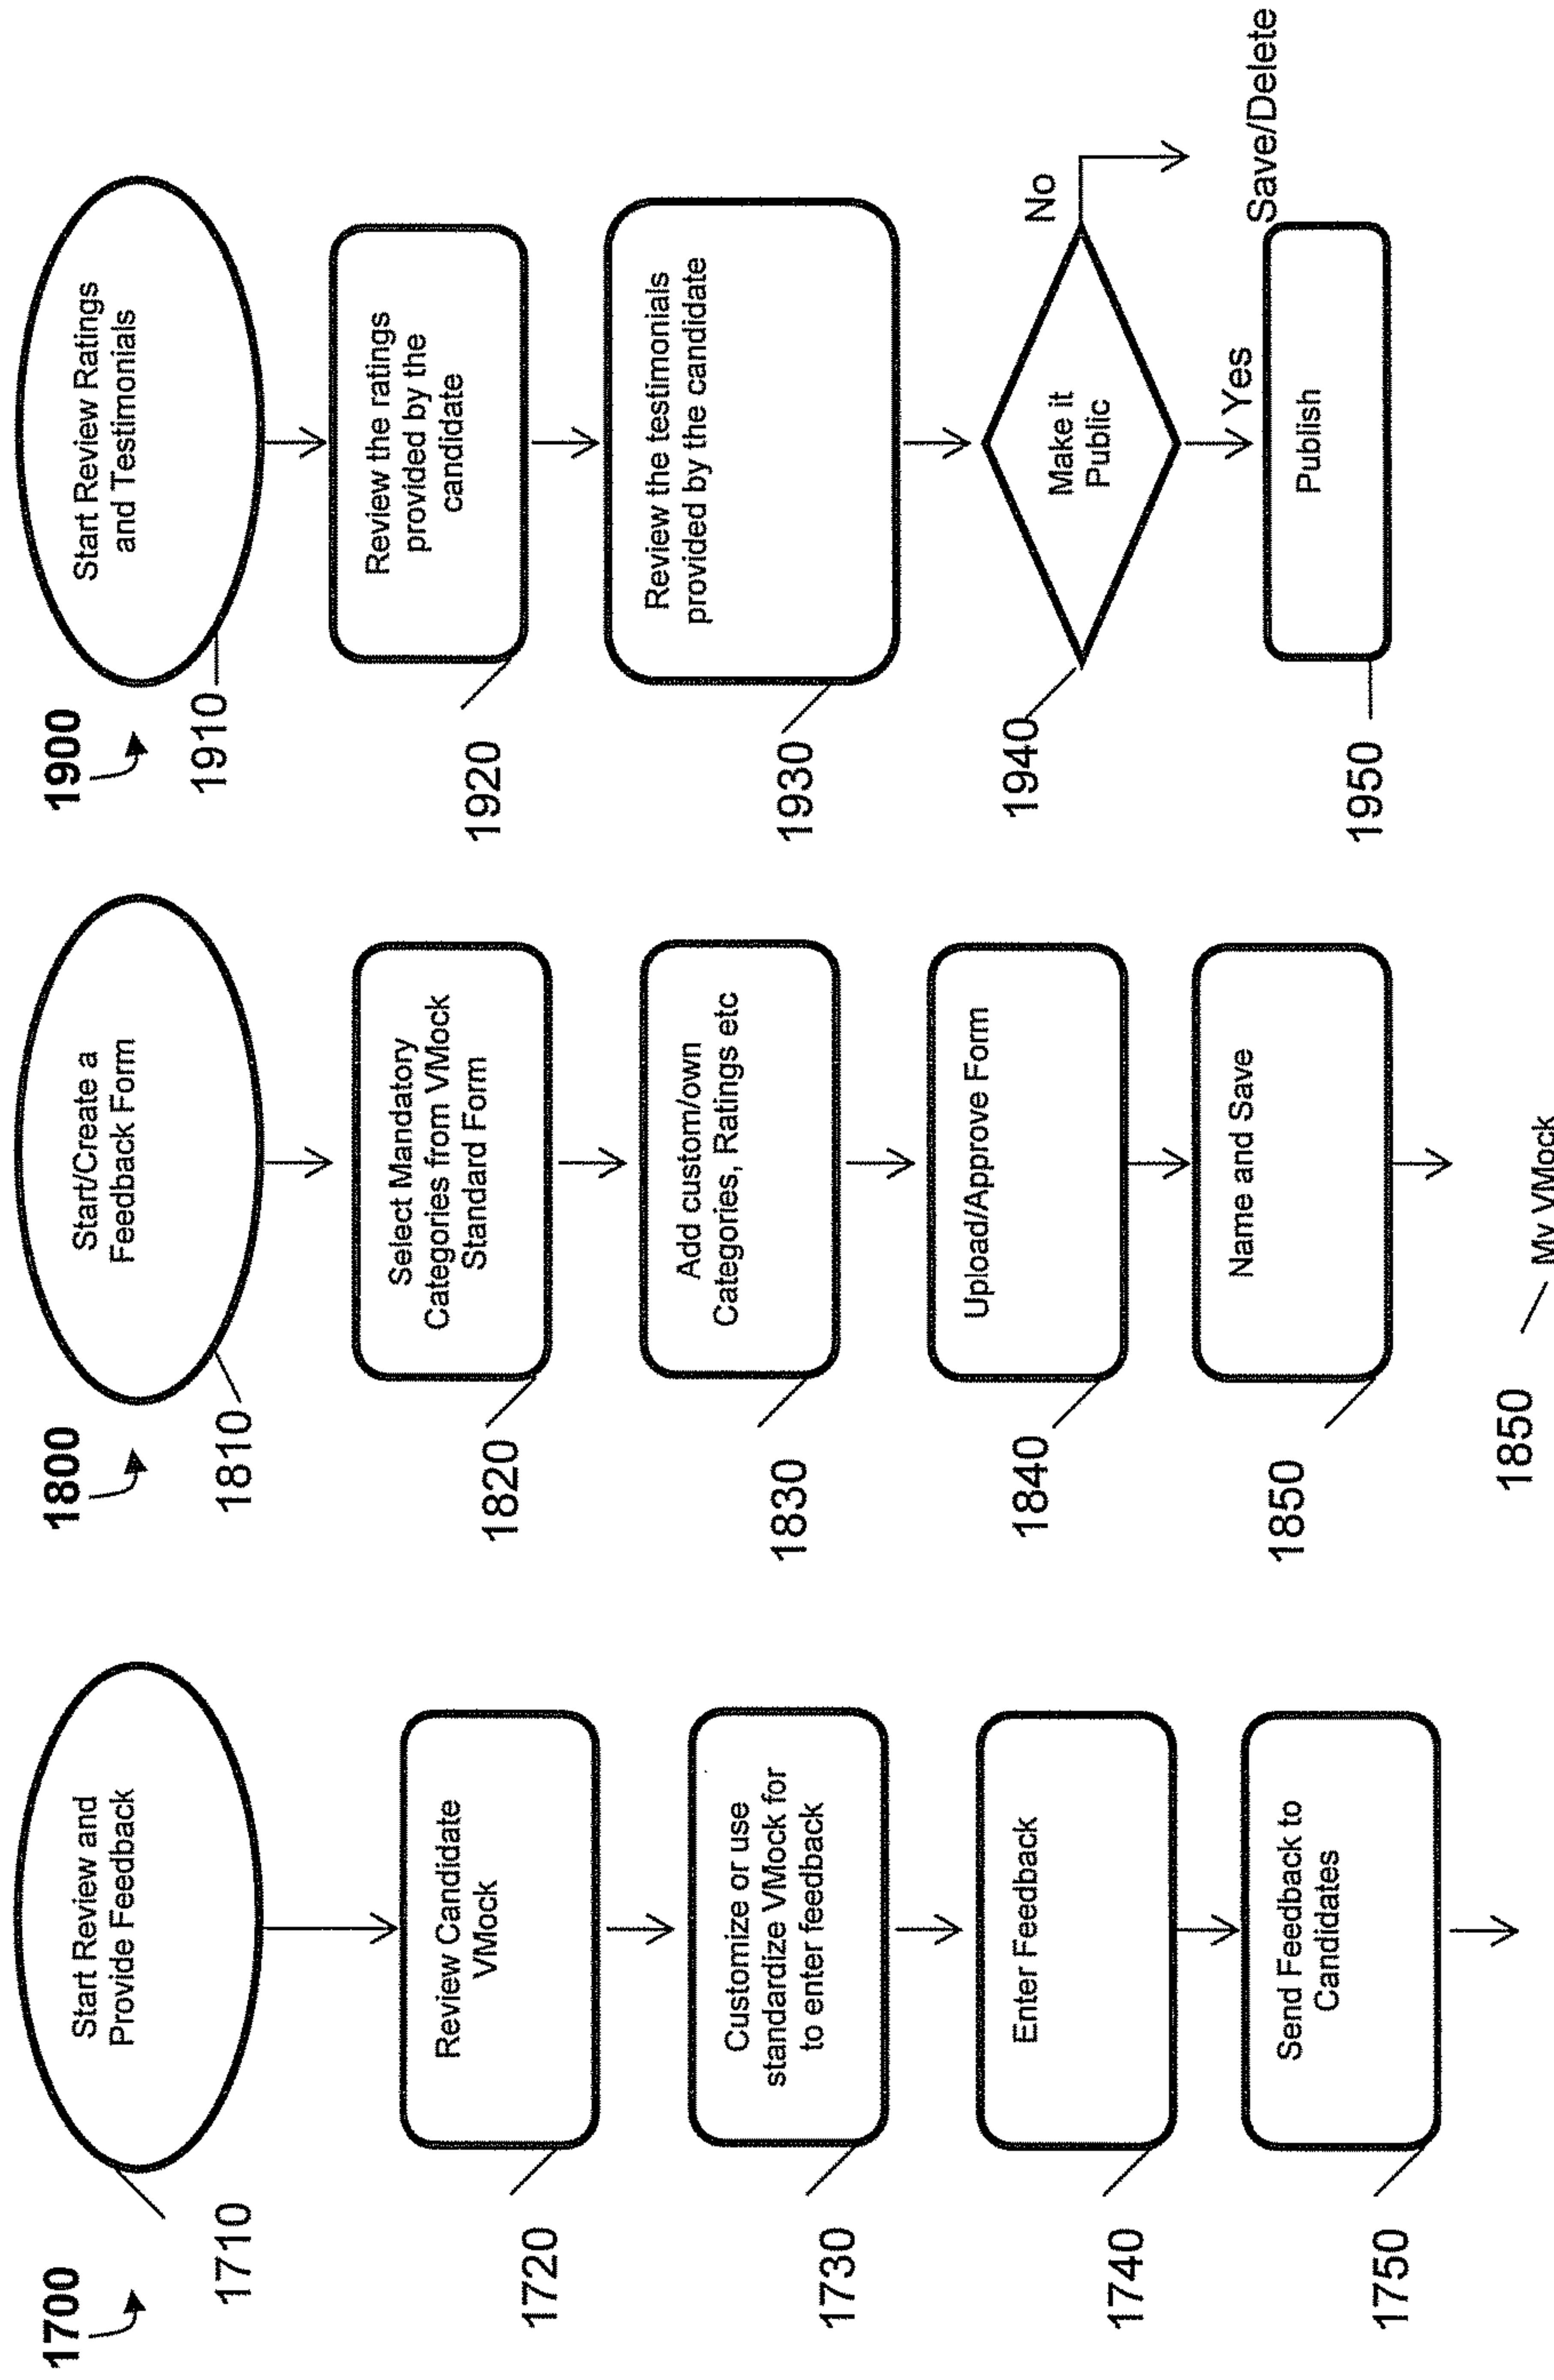 1700
1710
Start Review and
Provide Feedback
1720
Review Candidate
VMock
1730
Customize or use
standardize VMock for
to enter feedback
1740
Enter Feedback
1750
Send Feedback to
Candidates
1800
1810
Start/Create a
Feedback Form
1820
Select Mandatory
Categories from VMock
Standard Form
1830
Add custom/own
Categories, Ratings etc
1840
Upload/Approve Form
1850
Name and Save
1850
My VMock
1900
1910
Start Review Ratings
and Testimonials
1920
Review the ratings
provided by the
candidate
1930
Review the testimonials
provided by the candidate
1940
Make it
Public
No
Save/Delete
Yes
1950
Publish